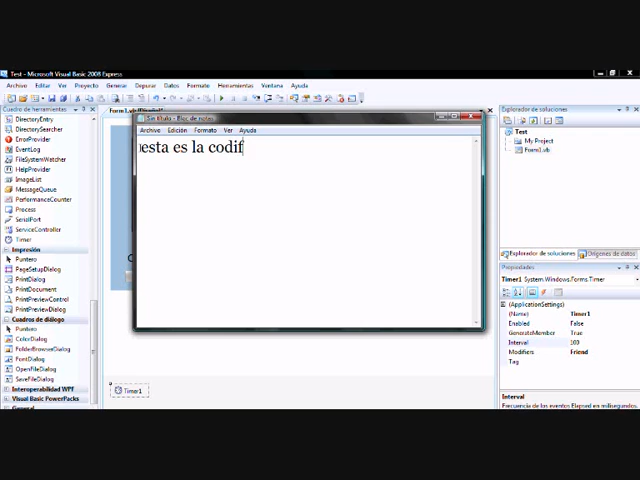 Test - Microsoft Visual Basic 2008 Express
Archivo Editar Ver Proyecto Generar Depurar Datos Formato Herramientas Ventana Ayuda
Cuadro de herramientas
DirectoryEntry
DirectorySearcher
ErrorProvider
EventLog
FileSystemWatcher
HelpProvider
ImageList
MessageQueue
PerformanceCounter
Process
SerialPort
ServiceController
Timer
Impresión
Puntero
PageSetupDialog
PrintDialog
PrintDocument
PrintPreviewControl
PrintPreviewDialog
Cuadros de diálogo
Puntero
ColorDialog
FolderBrowserDialog
FontDialog
OpenFileDialog
SaveFileDialog
Interoperabilidad WPF
Visual Basic PowerPacks
General
Sin título - Bloc de notas
Archivo Edición Formato Ver Ayuda
esta es la codif
Timer1
Explorador de soluciones
Test
My Project
Form1.vb
Explorador de soluciones Orígenes de datos
Propiedades
Timer1 System.Windows.Forms.Timer
(ApplicationSettings)
(Name) Timer1
Enabled False
GenerateMember True
Interval 100
Modifiers Friend
Tag
Interval
Frecuencia de los eventos Elapsed en milisegundos.